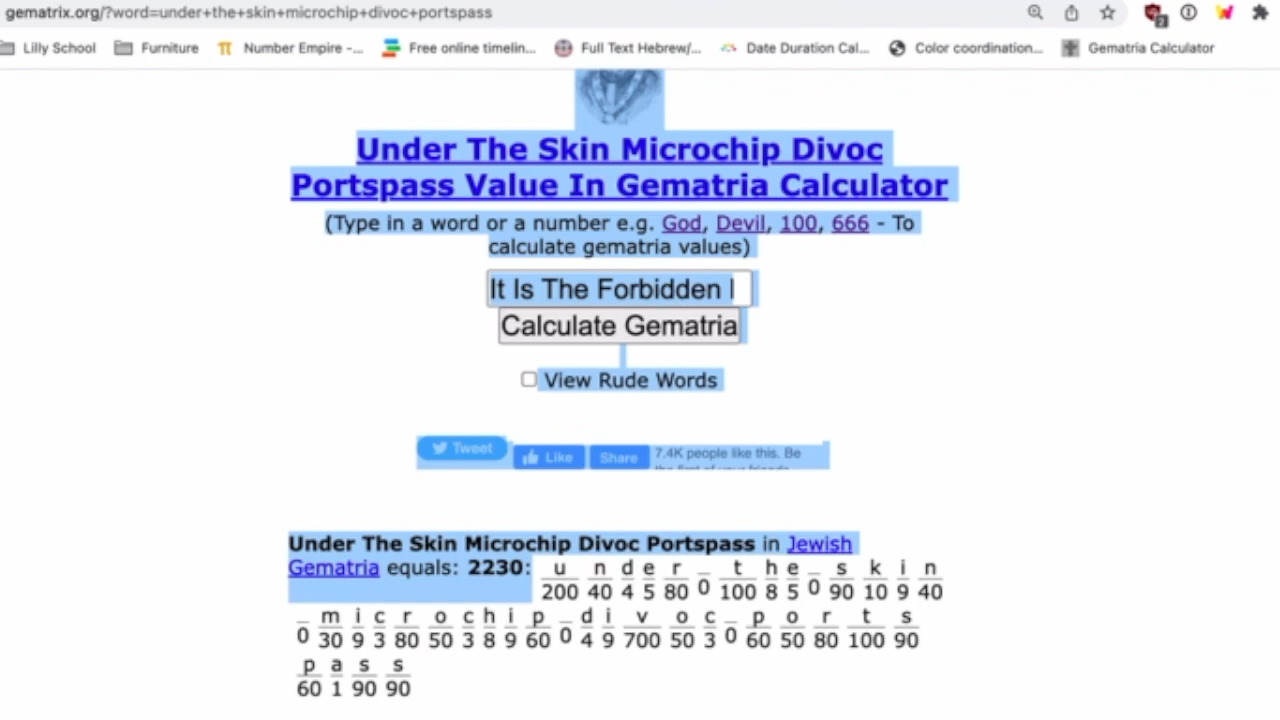 gematrix.org/?word=under+the+skin+microchip+divoc+portspass
Lilly School Furniture Number Empire -... Free online timelin... Full Text Hebrew/... Date Duration Cal... Color coordination... Gematria Calculator
Under The Skin Microchip Divoc
Portspass Value In Gematria Calculator
(Type in a word or a number e.g. God, Devil, 100, 666 - To
calculate gematria values)
It Is The Forbidden
Calculate Gematria
View Rude Words
Tweet Like Share 7.4K people like this. Be
the first of your friends
Under The Skin Microchip Divoc Portspass in Jewish
Gematria equals: 2230: u n d e r _ t h e _ s k i n
200 40 4 5 80 0 100 8 5 0 90 10 9 40
_ m i c r o c h i p _ d i v o c _ p o r t s
0 30 9 3 80 50 3 8 9 60 0 4 9 700 50 3 0 60 50 80 100 90
p a s s
60 1 90 90